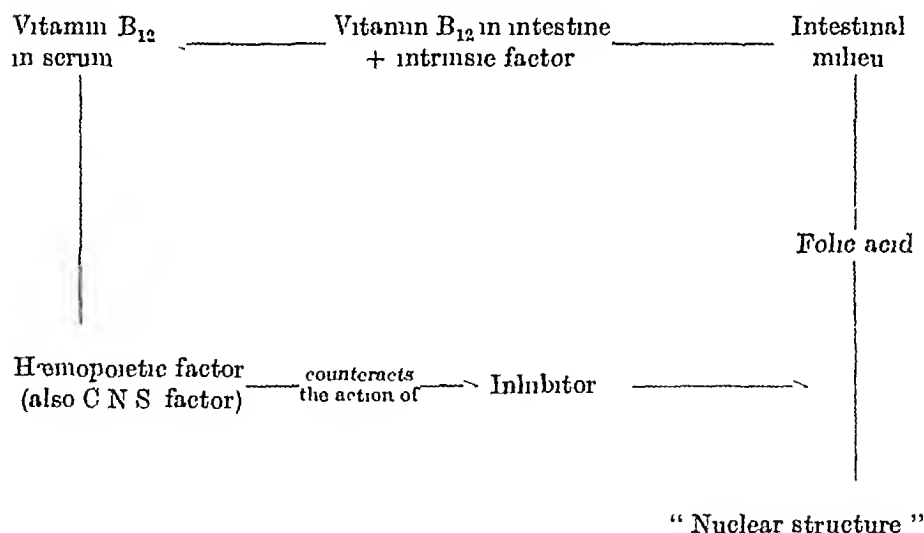 Vitamin B₁₂
in serum
Vitamin B₁₂ in intestine
+ intrinsic factor
Intestinal
milieu
Folic acid
Hæmopoietic factor
(also C N S factor)
counteracts
the action of
Inhibitor
“ Nuclear structure ”